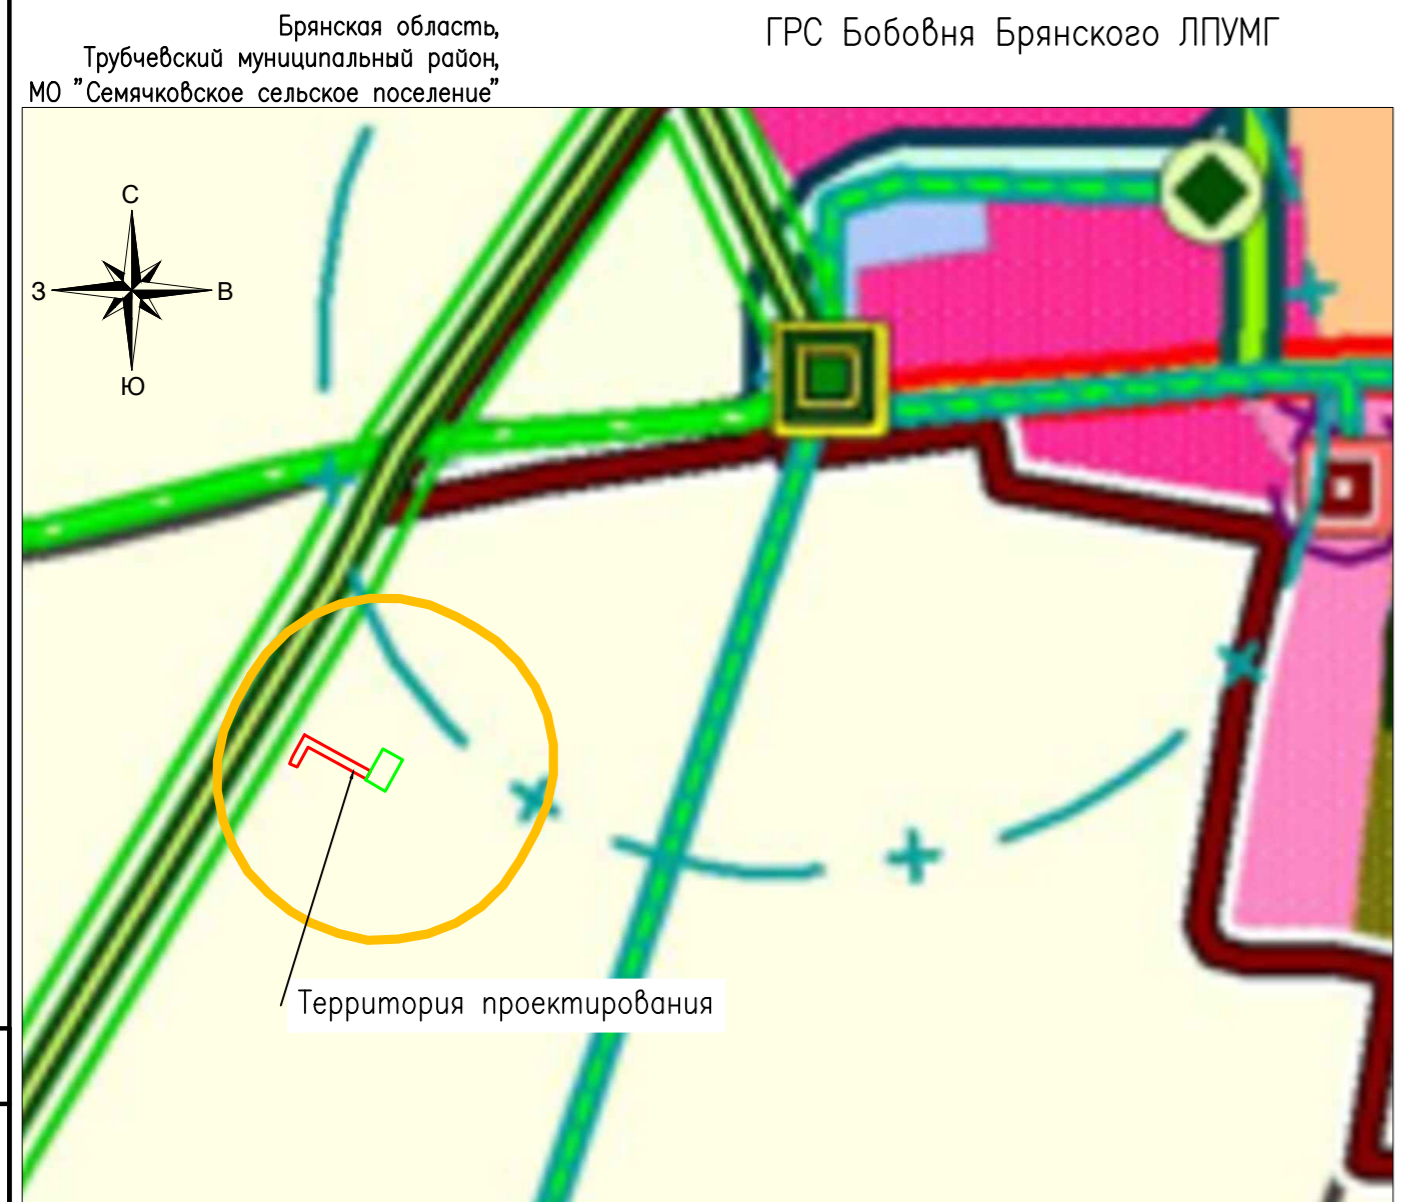 Брянская область,
Трубчевский муниципальный район,
МО "Семячковское сельское поселение"
ГРС Бобовня Брянского ЛПУМГ
С
З
В
Ю
Территория проектирования